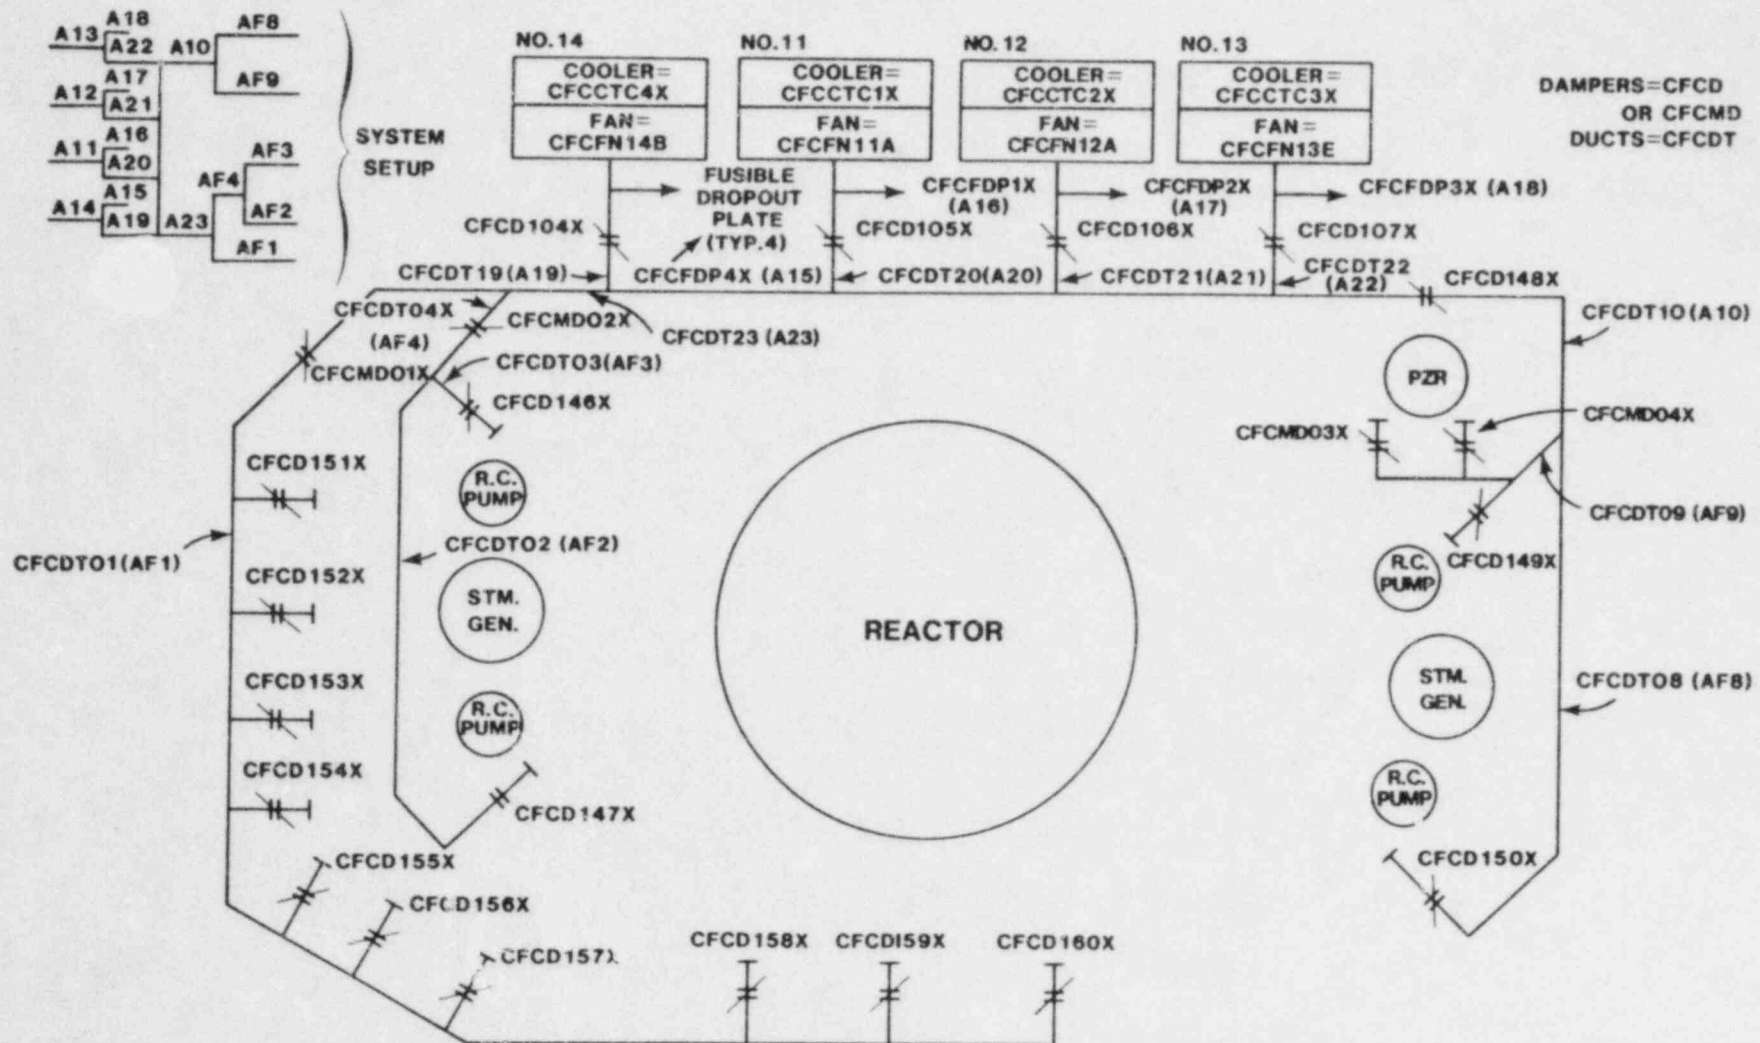 A18
A13
A22
A10
AF8
AF9
A17
A12
A21
A16
A11
A20
A15
A14
A19
A23
AF3
AF4
AF2
AF1
SYSTEM
SETUP
NO.14
COOLER=
CFCCTC4X
FAN=
CFCFN14B
NO.11
COOLER=
CFCCTC1X
FAN=
CFCFN11A
NO.12
COOLER=
CFCCTC2X
FAN=
CFCFN12A
NO.13
COOLER=
CFCCTC3X
FAN=
CFCFN13E
DAMPERS=CFCD
OR CFCMD
DUCTS=CFCDT
FUSIBLE
DROPOUT
PLATE
(TYP.4)
CFCFDP1X
(A16)
CFCFDP2X
(A17)
CFCFDP3X (A18)
CFCD104X
CFCD105X
CFCD106X
CFCD107X
CFCDT19(A19)
CFCFDP4X (A15)
CFCDT20(A20)
CFCDT21(A21)
CFCDT22
(A22)
CFCD148X
CFCDT04X
(AF4)
CFCMD02X
CFCDT23 (A23)
CFCDT10(A10)
CFCMD01X
CFCDT03(AF3)
CFCD146X
PZR
CFCMD03X
CFCMD04X
CFCD151X
R.C.
PUMP
CFCDT09 (AF9)
CFCDT01(AF1)
CFCDT02 (AF2)
CFCD149X
R.C.
PUMP
CFCD152X
STM.
GEN.
REACTOR
CFCD153X
R.C.
PUMP
STM.
GEN.
CFCDT08 (AF8)
CFCD154X
CFCD147X
R.C.
PUMP
CFCD155X
CFCD150X
CFCD156X
CFCD157X
CFCD158X
CFCDI59X
CFCD160X